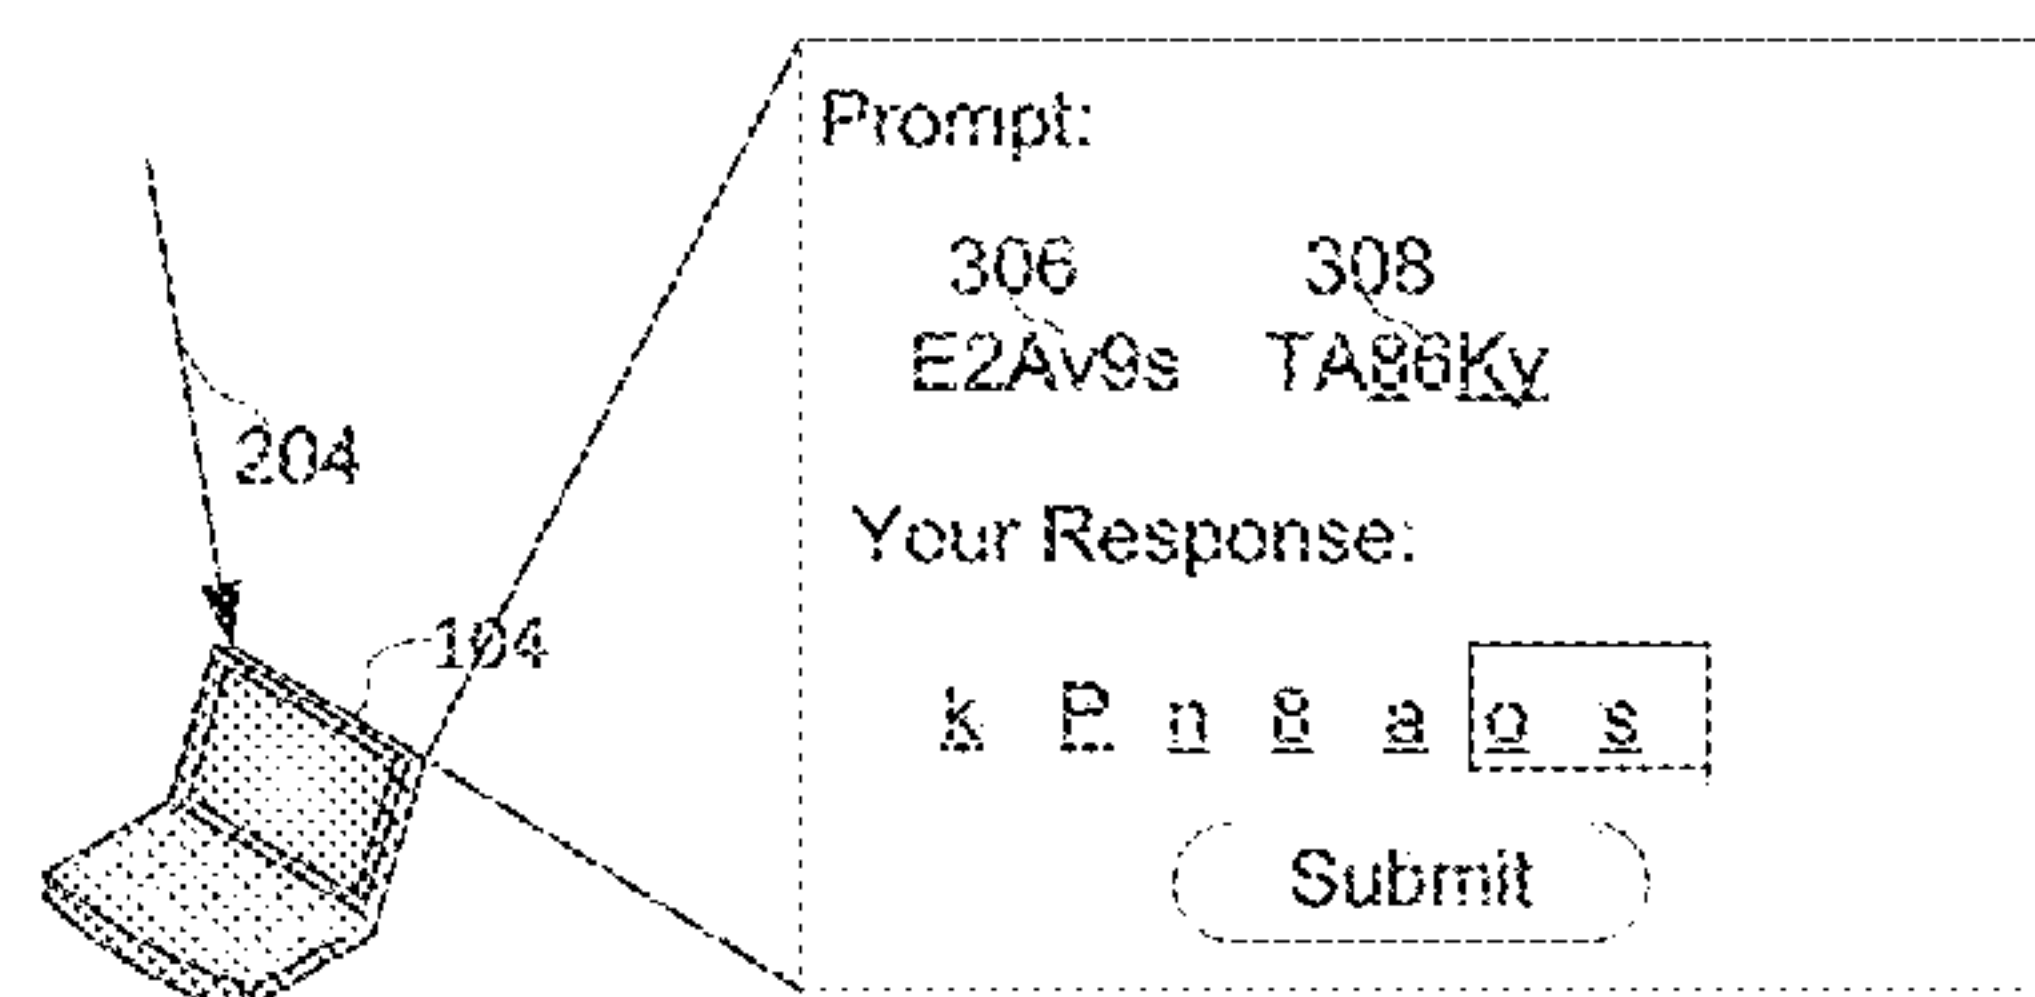 Prompt:
306 308
E2Av9s TA86Ky
204
Your Response:
104
k P n 8 a o s
Submit